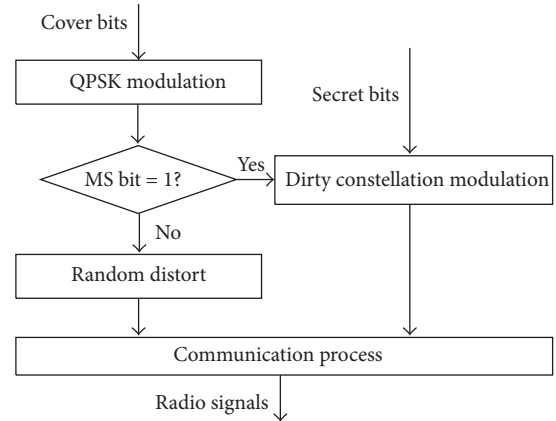 Cover bits
QPSK modulation
Secret bits
MS bit = 1?
Yes
Dirty constellation modulation
No
Random distort
Communication process
Radio signals